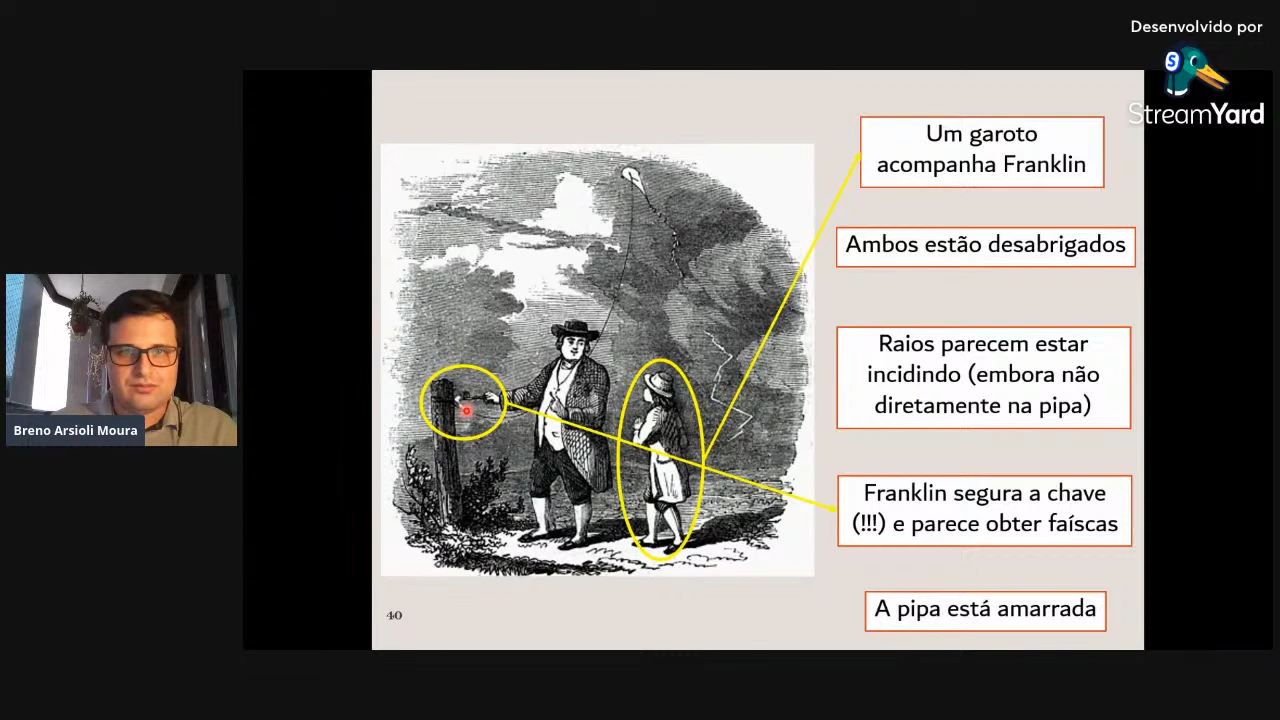 Desenvolvido por
S
StreamYard
Um garoto
acompanha Franklin
Ambos estão desabrigados
Raios parecem estar
incidindo (embora não
diretamente na pipa)
Franklin segura a chave
(!!!) e parece obter faíscas
A pipa está amarrada
40
Breno Arsioli Moura